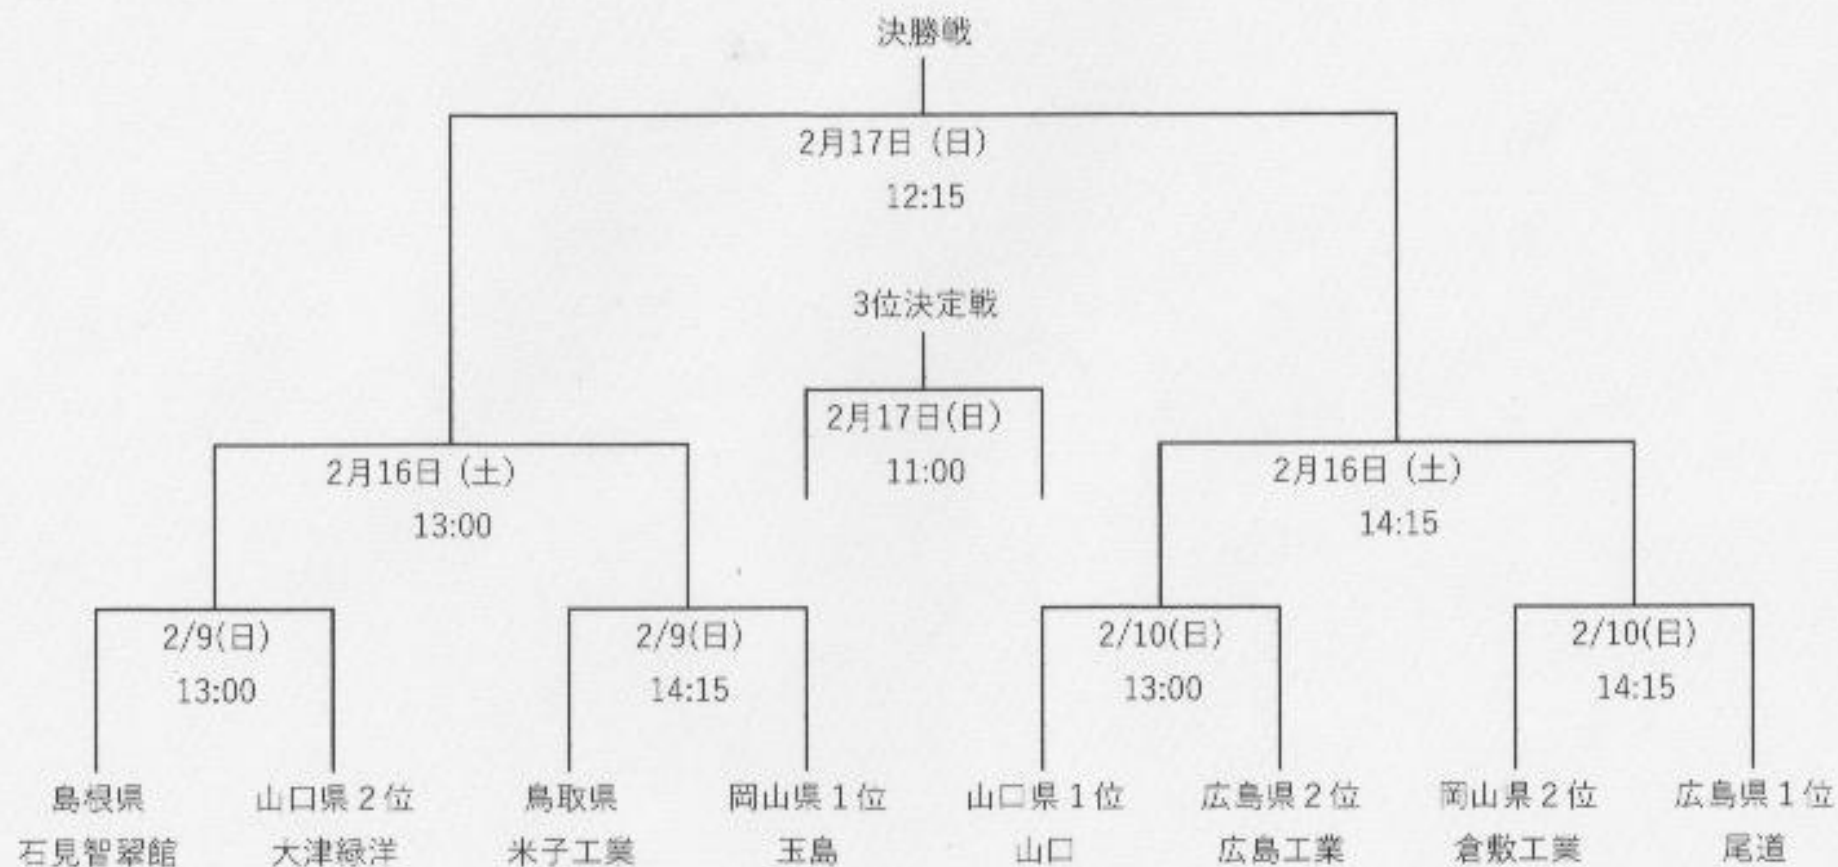 決勝戦
2月17日（日）
12:15
3位決定戦
2月17日(日)
11:00
2月16日（土）
13:00
2月16日（土）
14:15
2/9(日)
13:00
2/9(日)
14:15
2/10(日)
13:00
2/10(日)
14:15
島根県
石見智翠館
山口県２位
大津緑洋
鳥取県
米子工業
岡山県１位
玉島
山口県１位
山口
広島県２位
広島工業
岡山県２位
倉敷工業
広島県１位
尾道